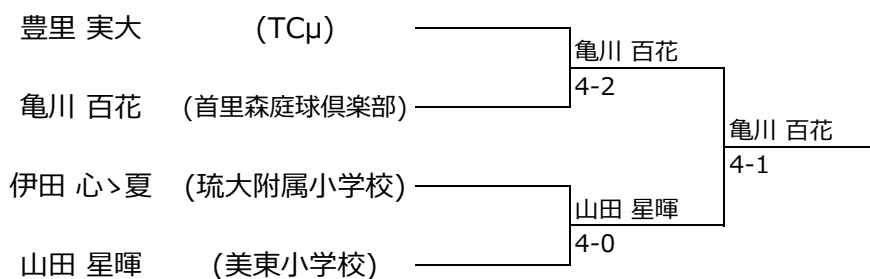 豊里 実大 (TCμ)
亀川 百花
4-2
亀川 百花 (首里森庭球倶楽部)
亀川 百花
4-1
伊田 心ゝ夏 (琉大附属小学校)
山田 星暉
4-0
山田 星暉 (美東小学校)